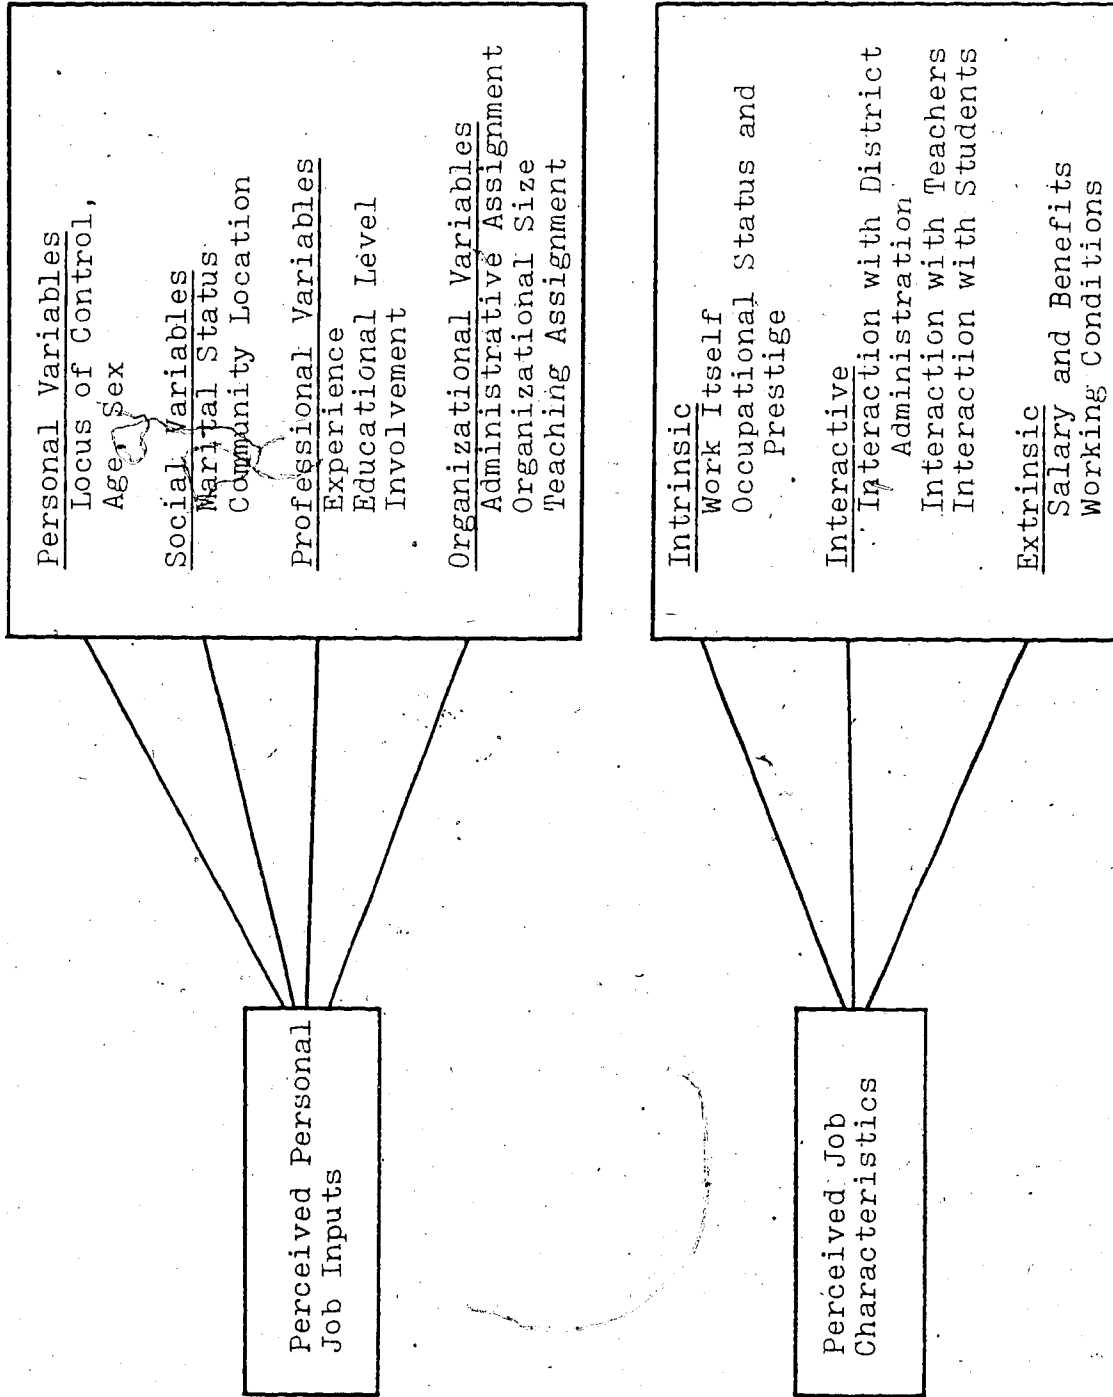 Perceived Personal
Job Inputs
Personal Variables
Locus of Control,
Age, Sex
Social Variables
Marital Status
Community Location
Professional Variables
Experience
Educational Level
Involvement
Organizational Variables
Administrative Assignment
Organizational Size
Teaching Assignment
Perceived Job
Characteristics
Intrinsic
Work Itself
Occupational Status and
Prestige
Interactive
Interaction with District
Administration
Interaction with Teachers
Interaction with Students
Extrinsic
Salary and Benefits
Working Conditions